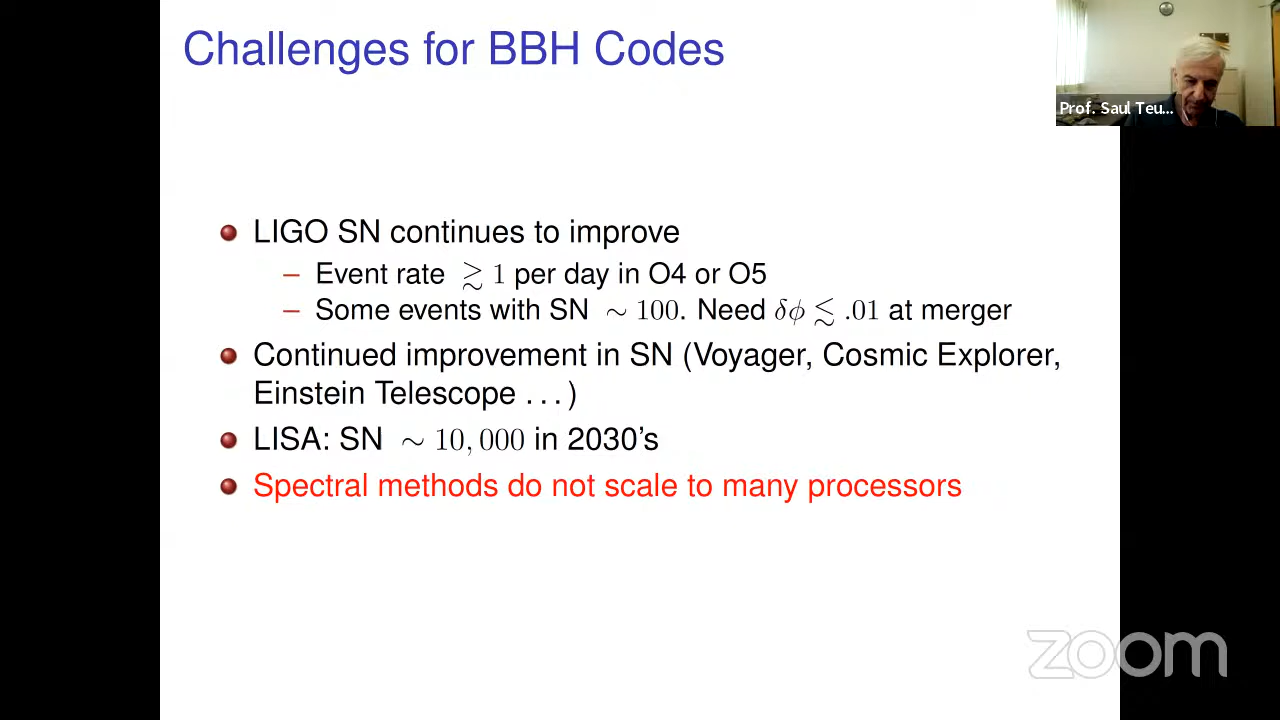 Challenges for BBH Codes
Prof. Saul Teu...
LIGO SN continues to improve
– Event rate ≳ 1 per day in O4 or O5
– Some events with SN ∼ 100. Need δϕ ≲ .01 at merger
Continued improvement in SN (Voyager, Cosmic Explorer,
Einstein Telescope . . . )
LISA: SN ∼ 10,000 in 2030's
Spectral methods do not scale to many processors
zoom